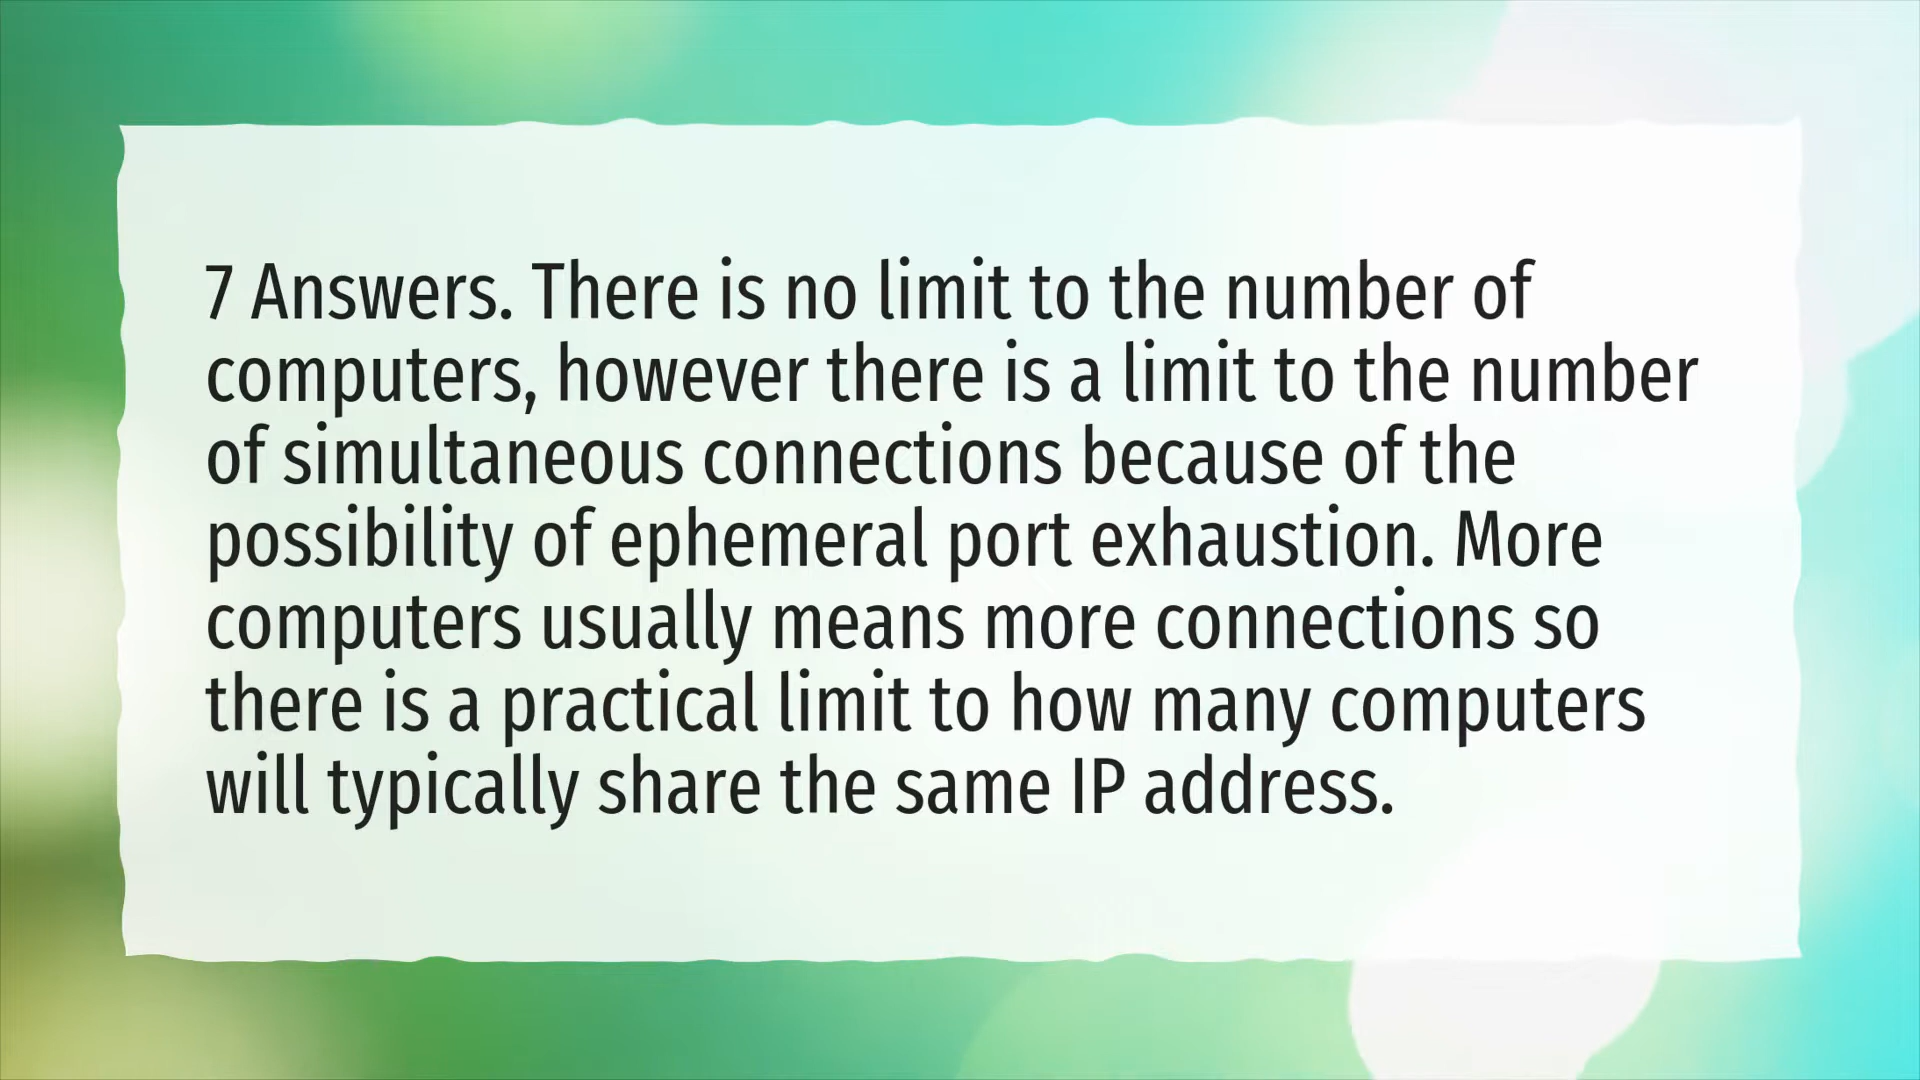 7 Answers. There is no limit to the number of
computers, however there is a limit to the number
of simultaneous connections because of the
possibility of ephemeral port exhaustion. More
computers usually means more connections so
there is a practical limit to how many computers
will typically share the same IP address.